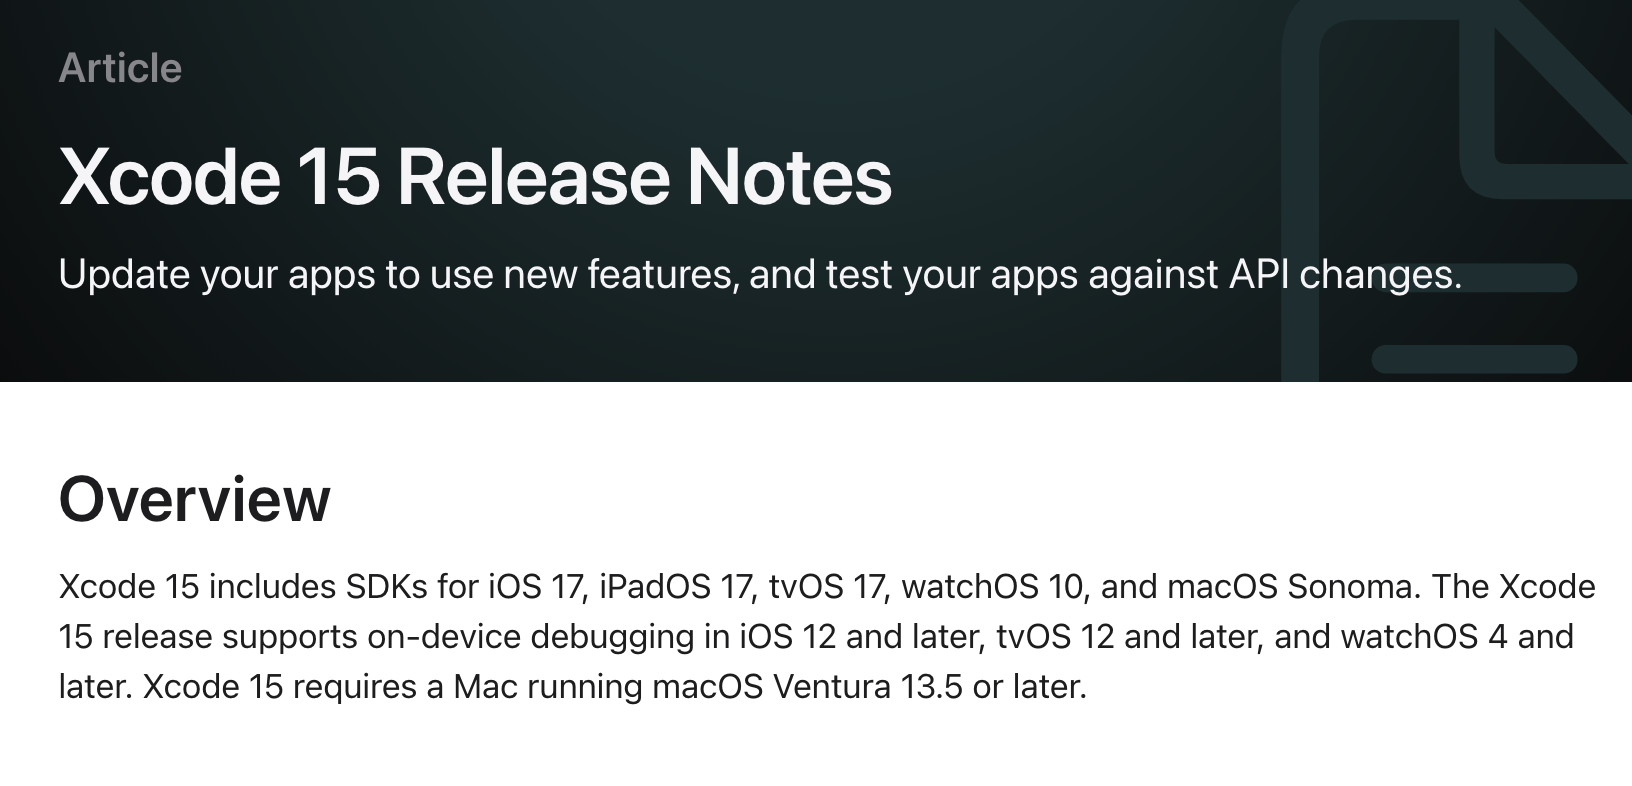 Article
Xcode 15 Release Notes
Update your apps to use new features, and test your apps against API changes.
Overview
Xcode 15 includes SDKs for iOS 17, iPadOS 17, tvOS 17, watchOS 10, and macOS Sonoma. The Xcode
15 release supports on-device debugging in iOS 12 and later, tvOS 12 and later, and watchOS 4 and
later. Xcode 15 requires a Mac running macOS Ventura 13.5 or later.